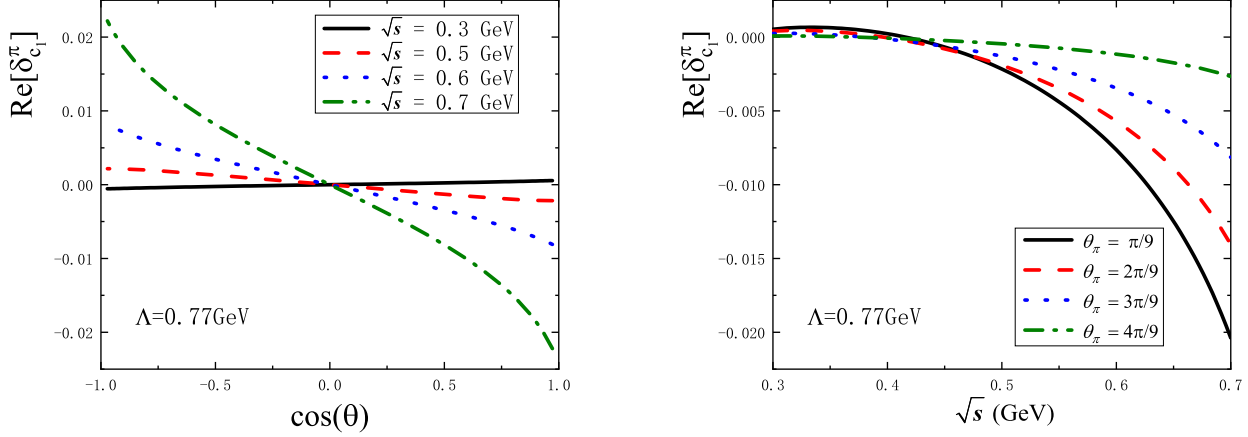 Re[δ_{c_1}^π]
0.02
0.01
0.00
−0.01
−0.02
√s = 0.3 GeV
√s = 0.5 GeV
√s = 0.6 GeV
√s = 0.7 GeV
Λ=0.77GeV
−1.0
−0.5
0.0
0.5
1.0
cos(θ)
Re[δ_{c_1}^π]
0.000
−0.005
−0.010
−0.015
−0.020
θ_π = π/9
θ_π = 2π/9
θ_π = 3π/9
θ_π = 4π/9
Λ=0.77GeV
0.3
0.4
0.5
0.6
0.7
√s (GeV)